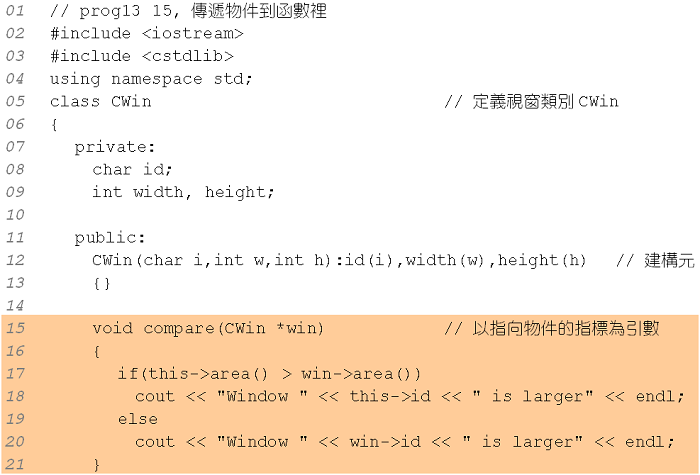 01 // prog13 15, 傳遞物件到函數裡
02 #include <iostream>
03 #include <cstdlib>
04 using namespace std;
05 class CWin // 定義視窗類別 CWin
06 {
07 private:
08 char id;
09 int width, height;
10
11 public:
12 CWin(char i,int w,int h):id(i),width(w),height(h) // 建構元
13 {}
14
15 void compare(CWin *win) // 以指向物件的指標為引數
16 {
17 if(this->area() > win->area())
18 cout << "Window " << this->id << " is larger" << endl;
19 else
20 cout << "Window " << win->id << " is larger" << endl;
21 }